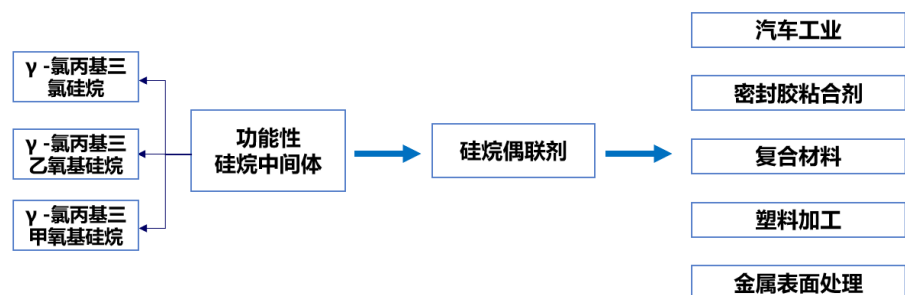 γ-氯丙基三
氯硅烷
γ-氯丙基三
乙氧基硅烷
γ-氯丙基三
甲氧基硅烷
功能性
硅烷中间体
硅烷偶联剂
汽车工业
密封胶粘合剂
复合材料
塑料加工
金属表面处理